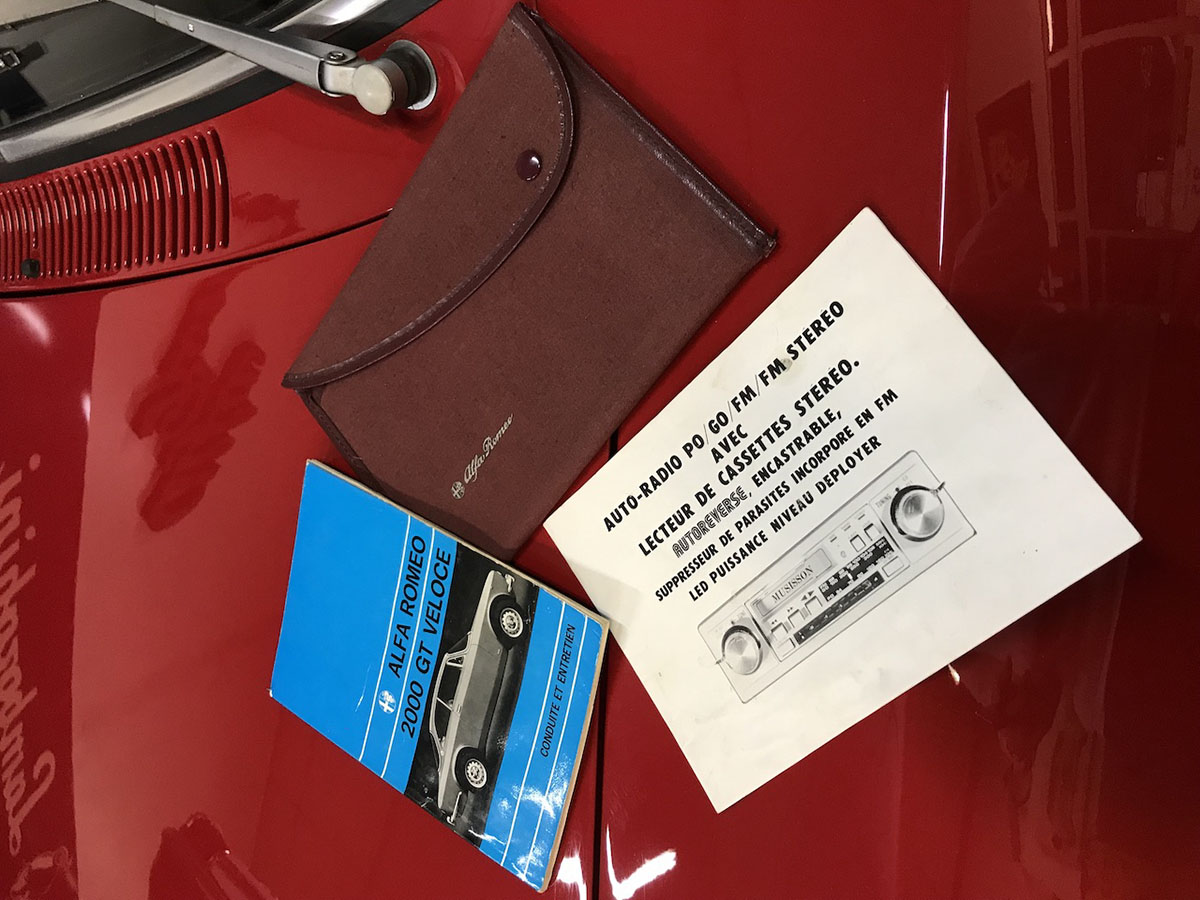 Alfa Romeo
ALFA ROMEO
2000 GT VELOCE
CONDUITE ET ENTRETIEN
AUTO-RADIO PO/GO/FM/FM STEREO
AVEC
LECTEUR DE CASSETTES STEREO.
AUTOREVERSE, ENCASTRABLE,
SUPPRESSEUR DE PARASITES INCORPORE EN FM
LED PUISSANCE NIVEAU DEPLOYER
MUSISSON
TUNING